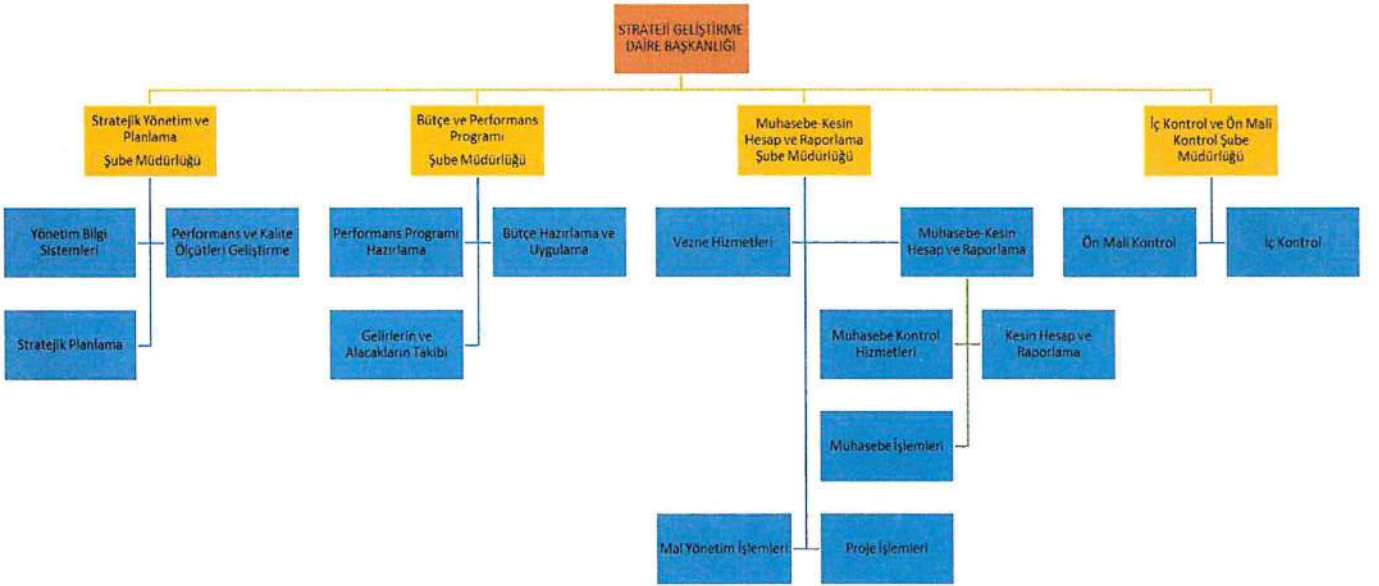 STRATEJİ GELİŞTİRME
DAİRE BAŞKANLIĞI
Stratejik Yönetim ve
Planlama
Şube Müdürlüğü
Bütçe ve Performans
Programı
Şube Müdürlüğü
Muhasebe-Kesin
Hesap ve Raporlama
Şube Müdürlüğü
İç Kontrol ve Ön Mali
Kontrol Şube
Müdürlüğü
Yönetim Bilgi
Sistemleri
Performans ve Kalite
Ölçütleri Geliştirme
Performans Programı
Hazırlama
Bütçe Hazırlama ve
Uygulama
Vezne Hizmetleri
Muhasebe-Kesin
Hesap ve Raporlama
Ön Mali Kontrol
İç Kontrol
Stratejik Planlama
Gelirlerin ve
Alacakların Takibi
Muhasebe Kontrol
Hizmetleri
Kesin Hesap ve
Raporlama
Muhasebe İşlemleri
Mal Yönetim İşlemleri
Proje İşlemleri